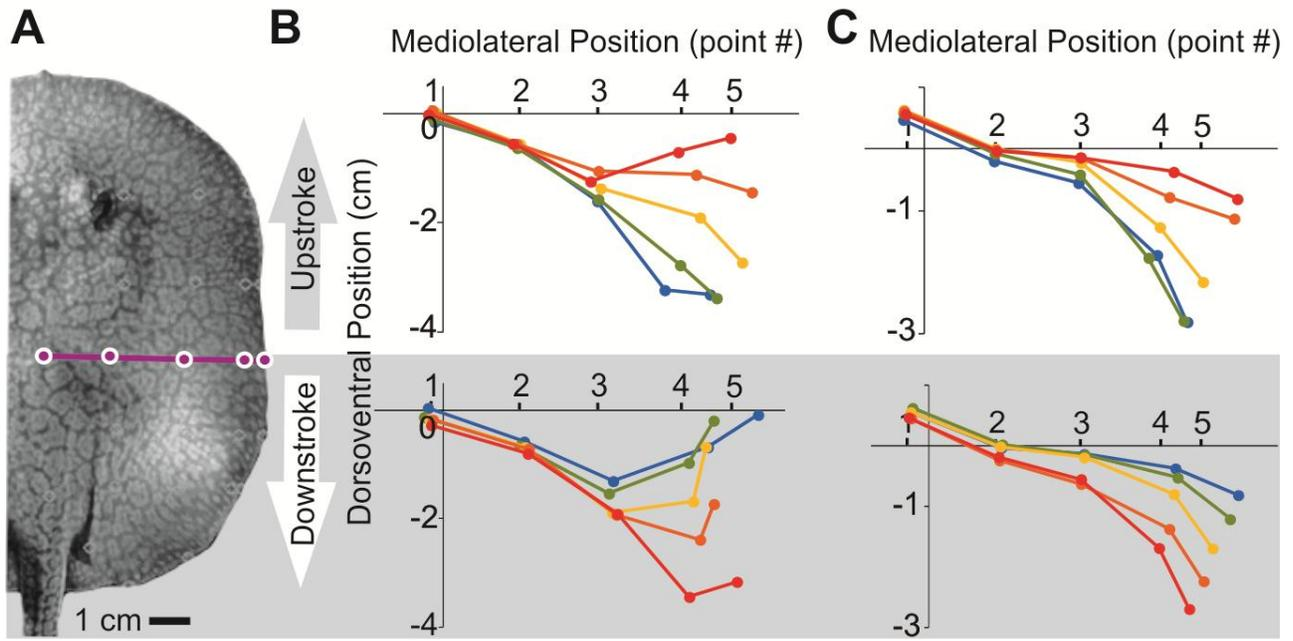 A
B
C
Mediolateral Position (point #)
Mediolateral Position (point #)
1 2 3 4 5
0
-2
-4
2 3 4 5
-1
-3
Upstroke
Dorsoventral Position (cm)
Downstroke
1 2 3 4 5
0
-2
-4
1 2 3 4 5
-1
-3
1 cm